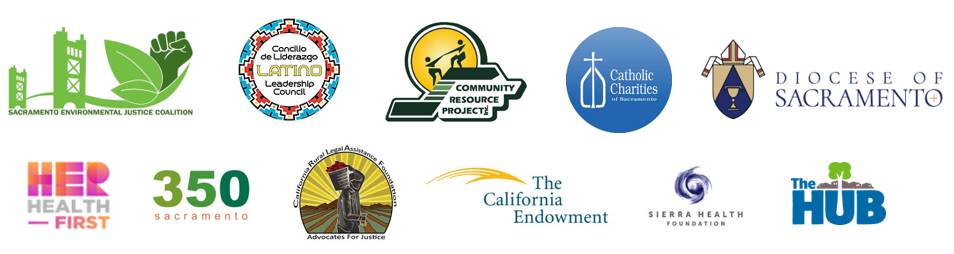 SACRAMENTO ENVIRONMENTAL JUSTICE COALITION
Concilio
de Liderazgo
LATINO
Leadership
Council
COMMUNITY
RESOURCE
PROJECT INC
Catholic
Charities
of Sacramento
DIOCESE OF
SACRAMENTO
HER
HEALTH
—FIRST
350
sacramento
California Rural Legal Assistance Foundation
Advocates For Justice
The
California
Endowment
SIERRA HEALTH
FOUNDATION
The
HUB